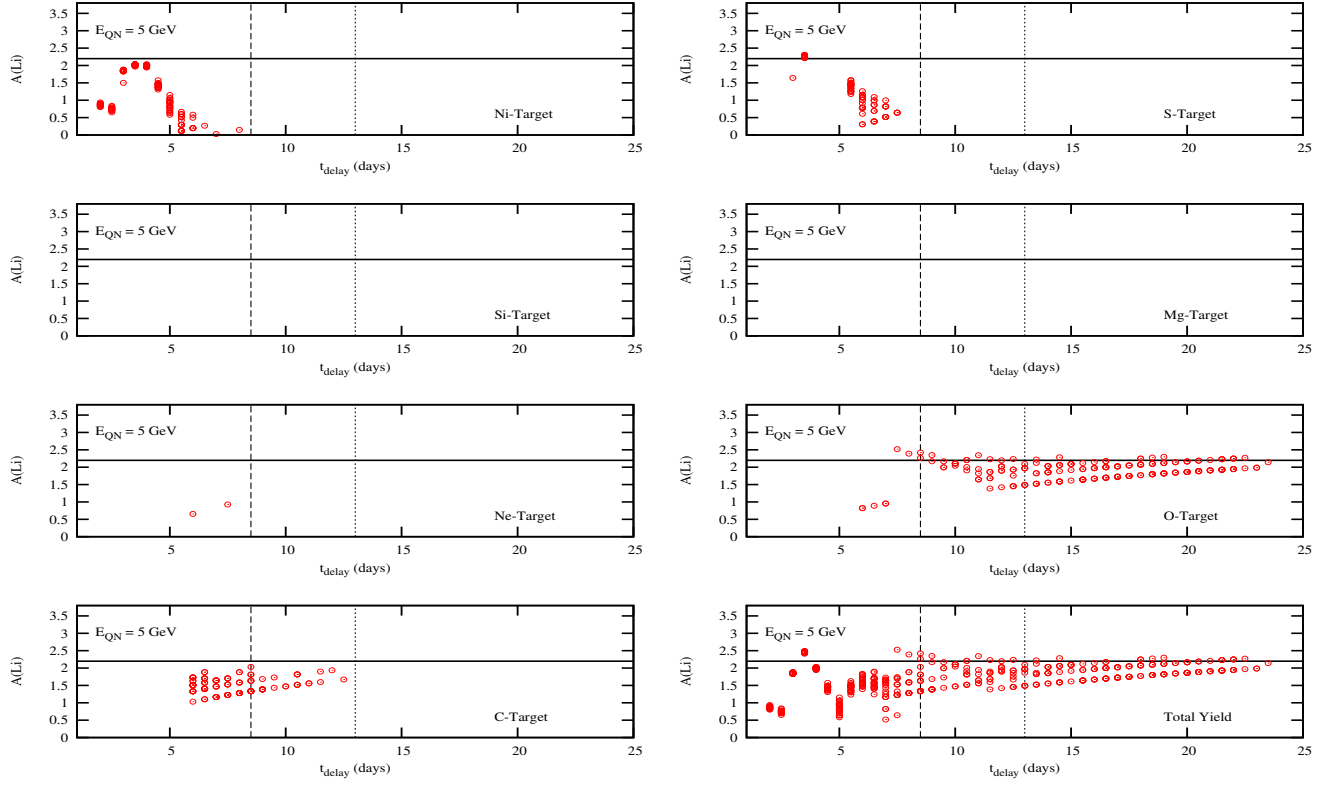 E_QN = 5 GeV
A(Li)
3.5
3
2.5
2
1.5
1
0.5
0
Ni-Target
5 10 15 20 25
t_delay (days)
E_QN = 5 GeV
A(Li)
3.5
3
2.5
2
1.5
1
0.5
0
S-Target
5 10 15 20 25
t_delay (days)
E_QN = 5 GeV
A(Li)
3.5
3
2.5
2
1.5
1
0.5
0
Si-Target
5 10 15 20 25
t_delay (days)
E_QN = 5 GeV
A(Li)
3.5
3
2.5
2
1.5
1
0.5
0
Mg-Target
5 10 15 20 25
t_delay (days)
E_QN = 5 GeV
A(Li)
3.5
3
2.5
2
1.5
1
0.5
0
Ne-Target
5 10 15 20 25
t_delay (days)
E_QN = 5 GeV
A(Li)
3.5
3
2.5
2
1.5
1
0.5
0
O-Target
5 10 15 20 25
t_delay (days)
E_QN = 5 GeV
A(Li)
3.5
3
2.5
2
1.5
1
0.5
0
C-Target
5 10 15 20 25
t_delay (days)
E_QN = 5 GeV
A(Li)
3.5
3
2.5
2
1.5
1
0.5
0
Total Yield
5 10 15 20 25
t_delay (days)